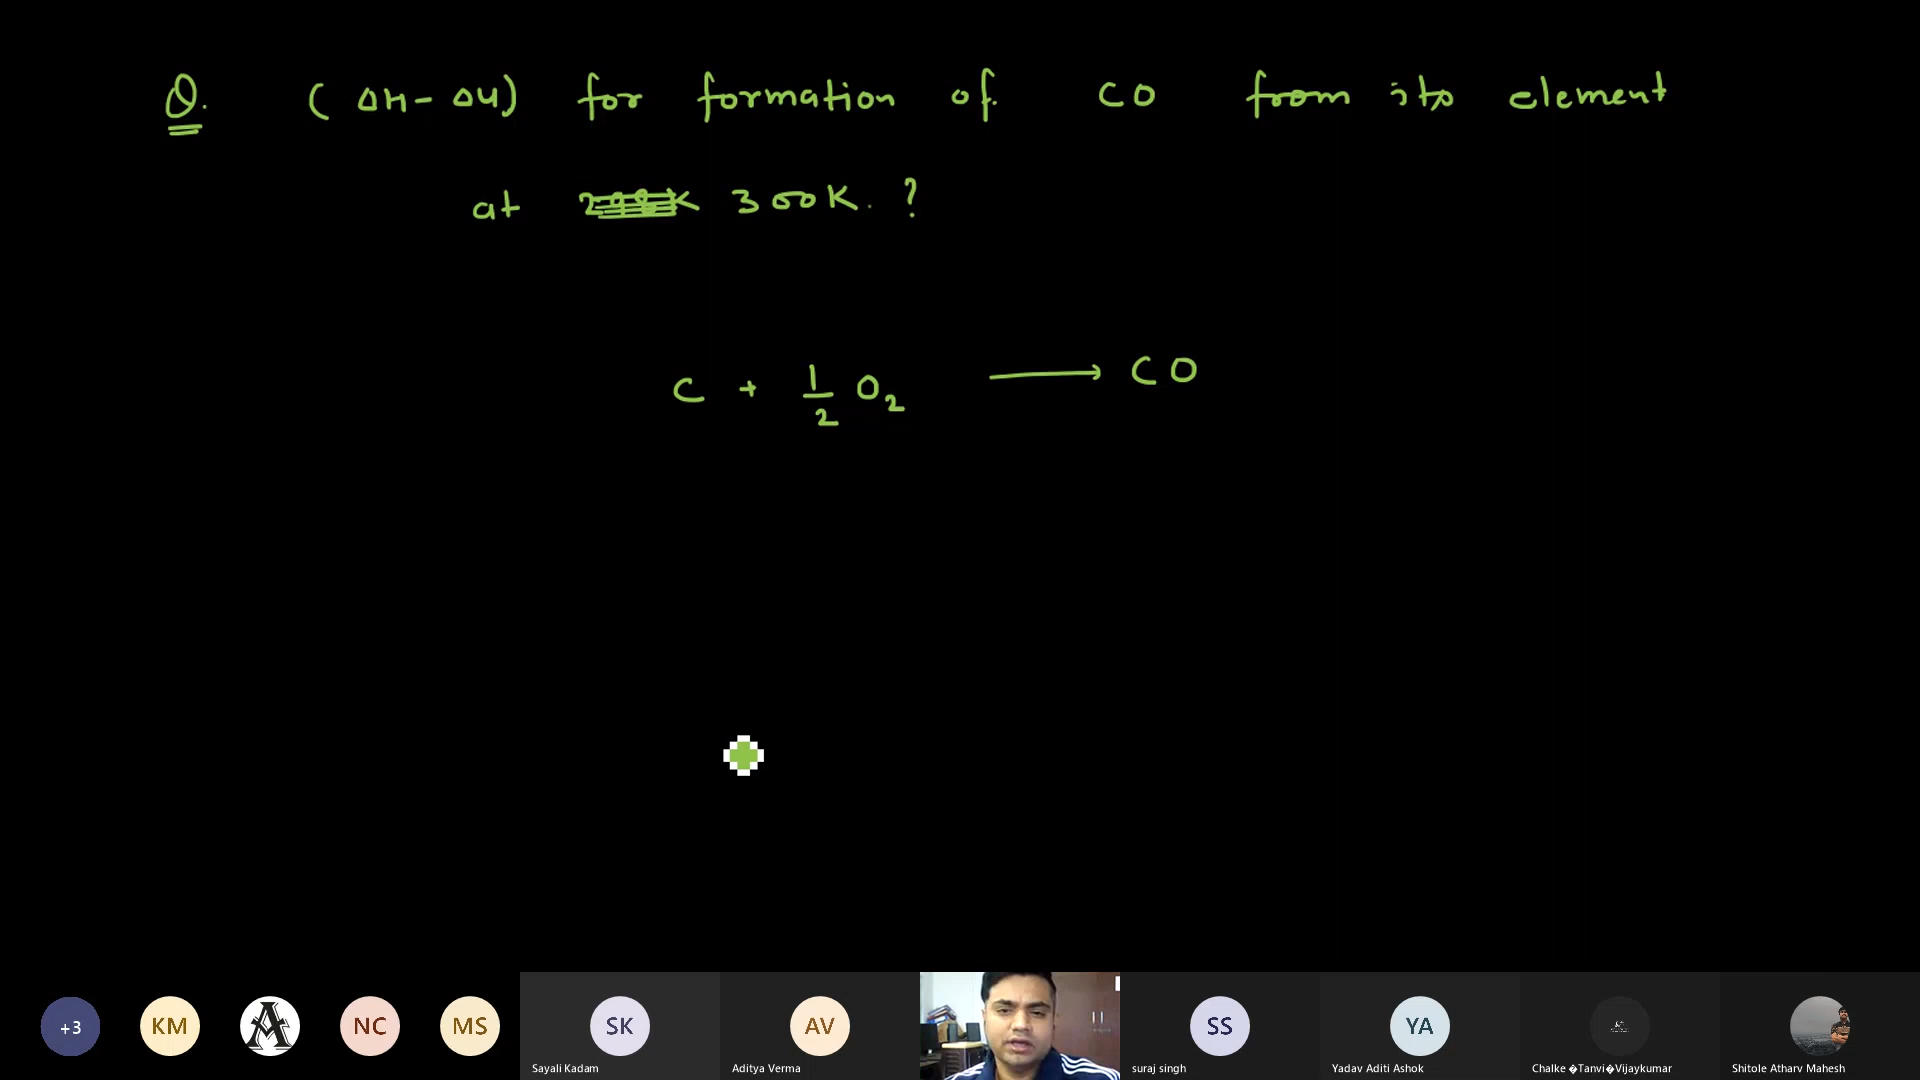 Q. (ΔH - ΔU) for formation of CO from its element
at 298K 300K. ?
C + 1/2 O2 ⟶ CO
+3 KM A NC MS SK AV SS YA
Sayali Kadam Aditya Verma suraj singh Yadav Aditi Ashok Chalke �Tanvi�Vijaykumar Shitole Atharv Mahesh